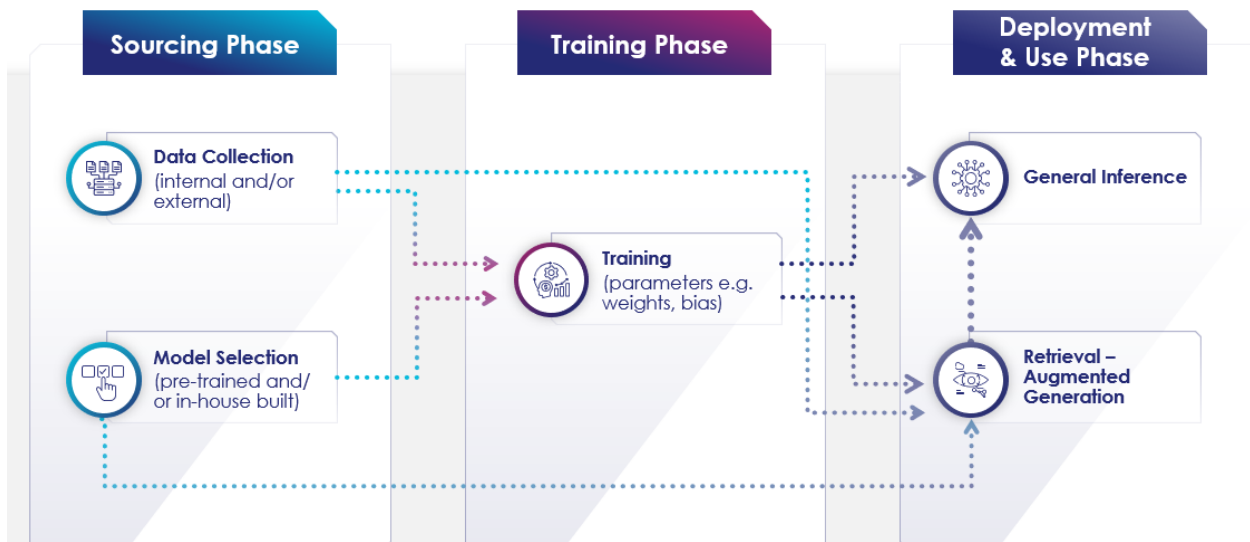 Sourcing Phase
Training Phase
Deployment
& Use Phase
Data Collection
(internal and/or
external)
General Inference
Training
(parameters e.g.
weights, bias)
Model Selection
(pre-trained and/
or in-house built)
Retrieval –
Augmented
Generation